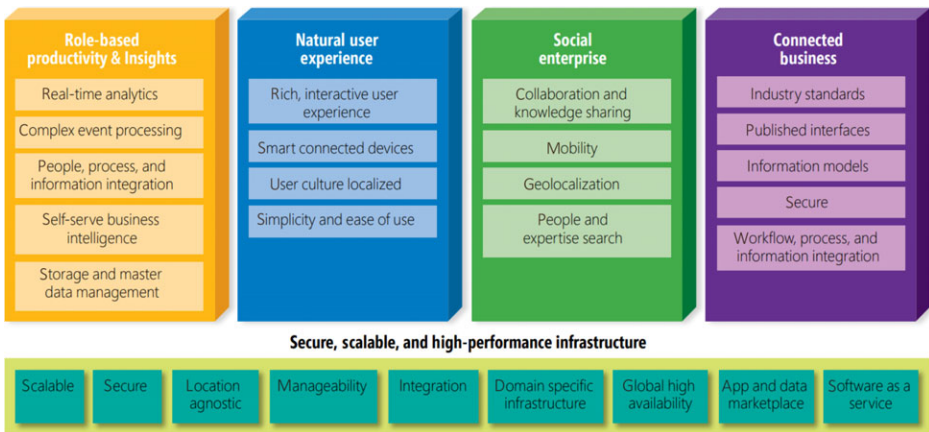 Role-based
productivity & Insights
Real-time analytics
Complex event processing
People, process, and
information integration
Self-serve business
intelligence
Storage and master
data management
Natural user
experience
Rich, interactive user
experience
Smart connected devices
User culture localized
Simplicity and ease of use
Social
enterprise
Collaboration and
knowledge sharing
Mobility
Geolocalization
People and
expertise search
Connected
business
Industry standards
Published interfaces
Information models
Secure
Workflow, process, and
information integration
Secure, scalable, and high-performance infrastructure
Scalable
Secure
Location
agnostic
Manageability
Integration
Domain specific
infrastructure
Global high
availability
App and data
marketplace
Software as a
service